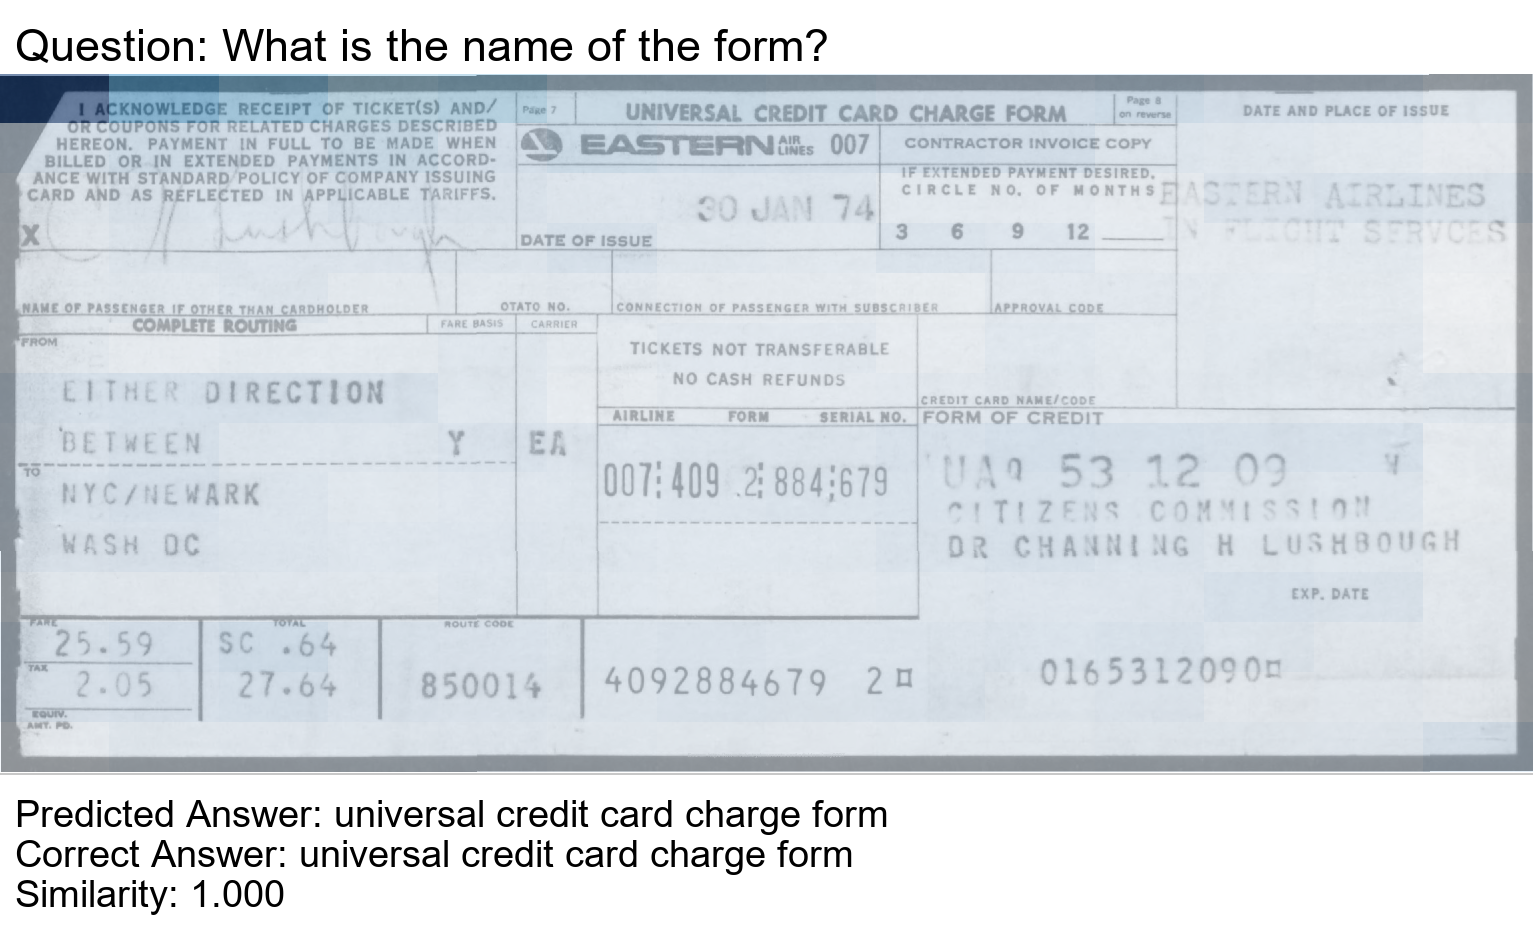 Question: What is the name of the form?
I ACKNOWLEDGE RECEIPT OF TICKET(S) AND/
OR COUPONS FOR RELATED CHARGES DESCRIBED
HEREON. PAYMENT IN FULL TO BE MADE WHEN
BILLED OR IN EXTENDED PAYMENTS IN ACCORD-
ANCE WITH STANDARD POLICY OF COMPANY ISSUING
CARD AND AS REFLECTED IN APPLICABLE TARIFFS.
X
Page 7
UNIVERSAL CREDIT CARD CHARGE FORM
Page 8
on reverse
DATE AND PLACE OF ISSUE
EASTERN AIR LINES 007
CONTRACTOR INVOICE COPY
IF EXTENDED PAYMENT DESIRED,
CIRCLE NO. OF MONTHS
3 6 9 12
30 JAN 74
DATE OF ISSUE
EASTERN AIRLINES
IN FLIGHT SERVCES
NAME OF PASSENGER IF OTHER THAN CARDHOLDER
OTATO NO.
CONNECTION OF PASSENGER WITH SUBSCRIBER
APPROVAL CODE
COMPLETE ROUTING
FARE BASIS
CARRIER
FROM
EITHER DIRECTION
BETWEEN Y EA
TO
NYC/NEWARK
WASH DC
TICKETS NOT TRANSFERABLE
NO CASH REFUNDS
AIRLINE FORM SERIAL NO.
007 409 2 884 679
CREDIT CARD NAME/CODE
FORM OF CREDIT
53 12 09
CITIZENS COMMISSION
DR CHANNING H LUSHBOUGH
EXP. DATE
FARE
25.59
TAX
2.05
EQUIV.
AMT. PD.
TOTAL
SC .64
27.64
ROUTE CODE
850014
4092884679 2¤
0165312090¤
Predicted Answer: universal credit card charge form
Correct Answer: universal credit card charge form
Similarity: 1.000